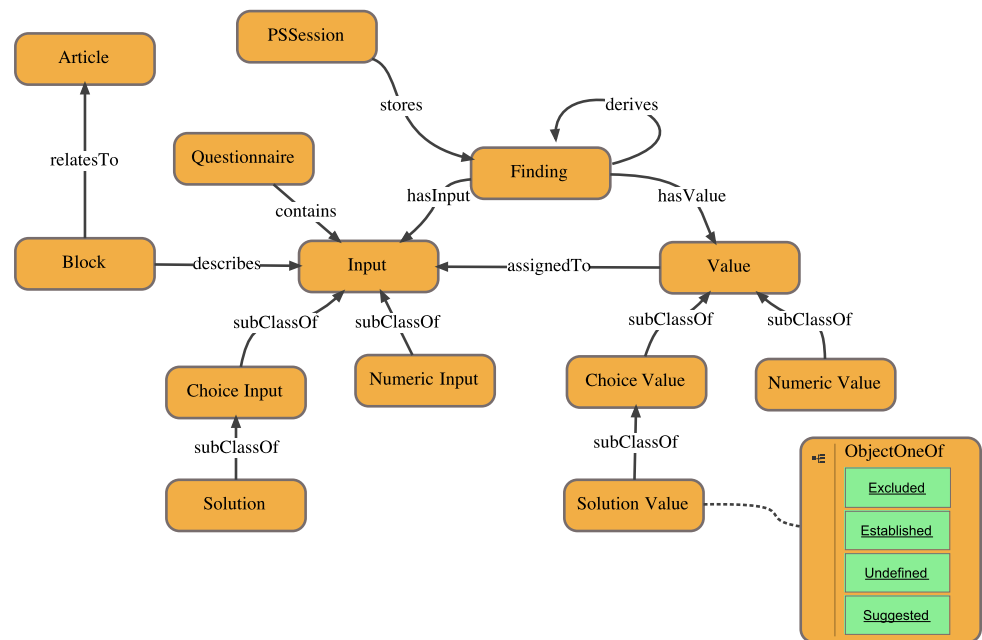 PSSession
Article
stores
derives
Questionnaire
relatesTo
Finding
hasInput
hasValue
contains
Block
describes
Input
assignedTo
Value
subClassOf
subClassOf
subClassOf
subClassOf
Choice Input
Numeric Input
Choice Value
Numeric Value
subClassOf
subClassOf
ObjectOneOf
Excluded
Solution
Solution Value
Established
Undefined
Suggested